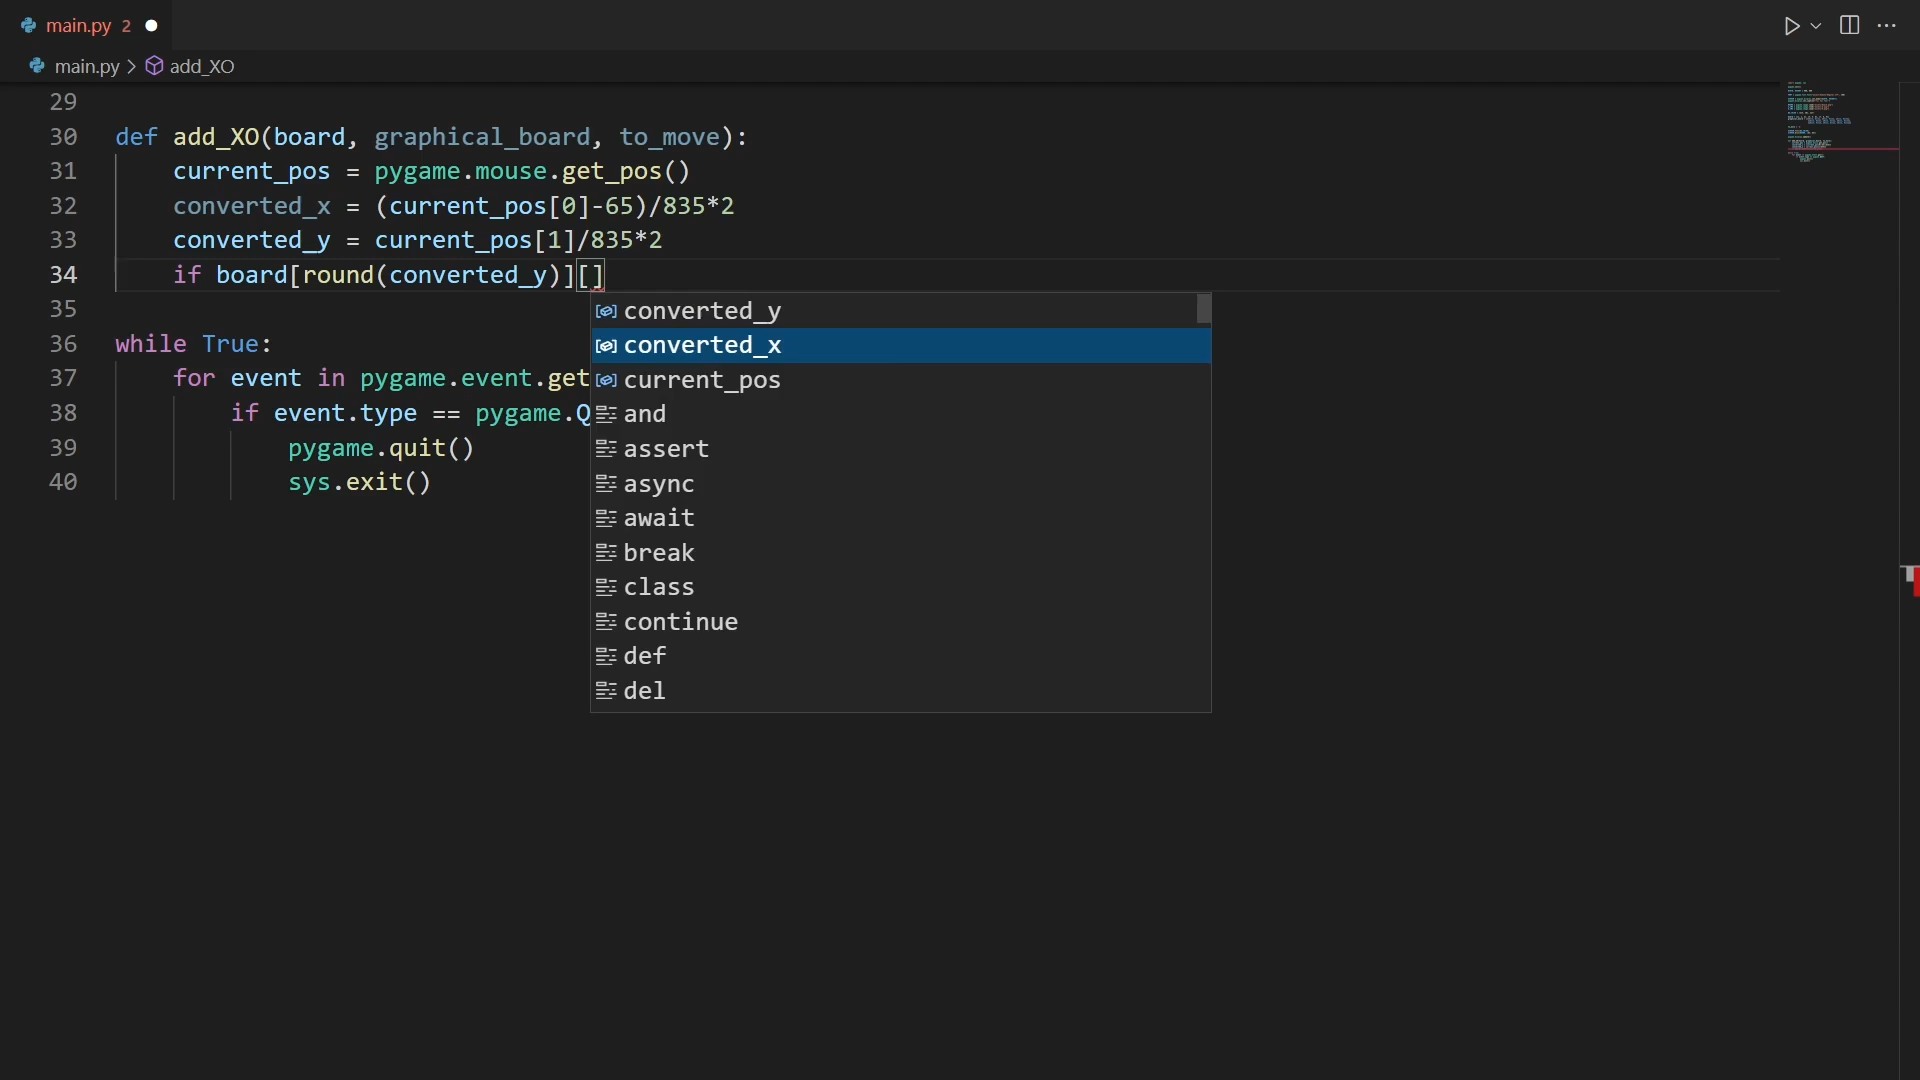 main.py 2
main.py > add_XO
29
30 def add_XO(board, graphical_board, to_move):
31 current_pos = pygame.mouse.get_pos()
32 converted_x = (current_pos[0]-65)/835*2
33 converted_y = current_pos[1]/835*2
34 if board[round(converted_y)][]
35
36 while True:
37 for event in pygame.event.get
38 if event.type == pygame.Q
39 pygame.quit()
40 sys.exit()
converted_y
converted_x
current_pos
and
assert
async
await
break
class
continue
def
del